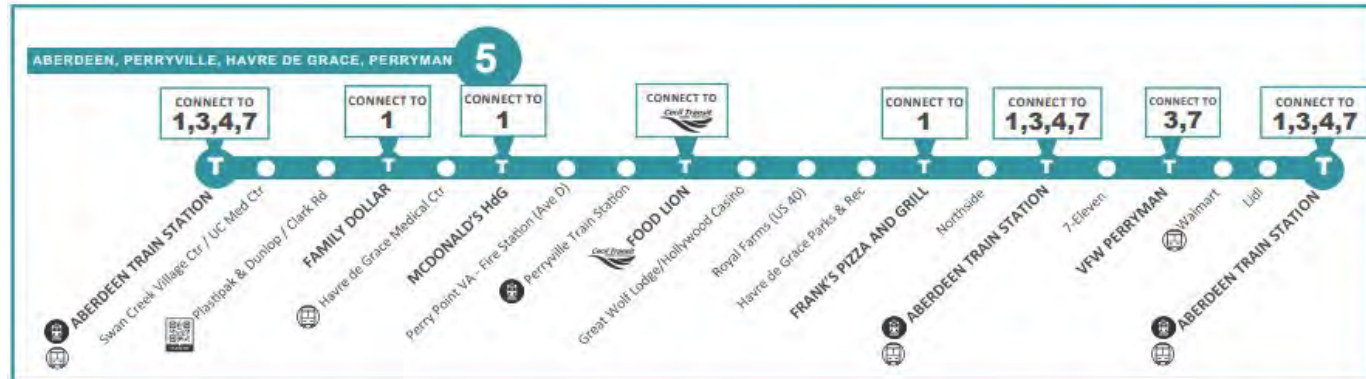 ABERDEEN, PERRYVILLE, HAVRE DE GRACE, PERRYMAN
5
CONNECT TO
1,3,4,7
CONNECT TO
1
CONNECT TO
1
CONNECT TO
Cecil Transit
CONNECT TO
1
CONNECT TO
1,3,4,7
CONNECT TO
3,7
CONNECT TO
1,3,4,7
T
T
T
T
T
T
T
T
ABERDEEN TRAIN STATION
Swan Creek Village Ctr / UC Med Ctr
Plastipak & Dunlop / Clark Rd
FAMILY DOLLAR
Havre de Grace Medical Ctr
MCDONALD'S HdG
Perry Point VA - Fire Station (Ave D)
Perryville Train Station
Cecil Transit
FOOD LION
Great Wolf Lodge/Hollywood Casino
Royal Farms (US 40)
Havre de Grace Parks & Rec
FRANK'S PIZZA AND GRILL
Northside
ABERDEEN TRAIN STATION
7-Eleven
VFW PERRYMAN
Walmart
Lidl
ABERDEEN TRAIN STATION